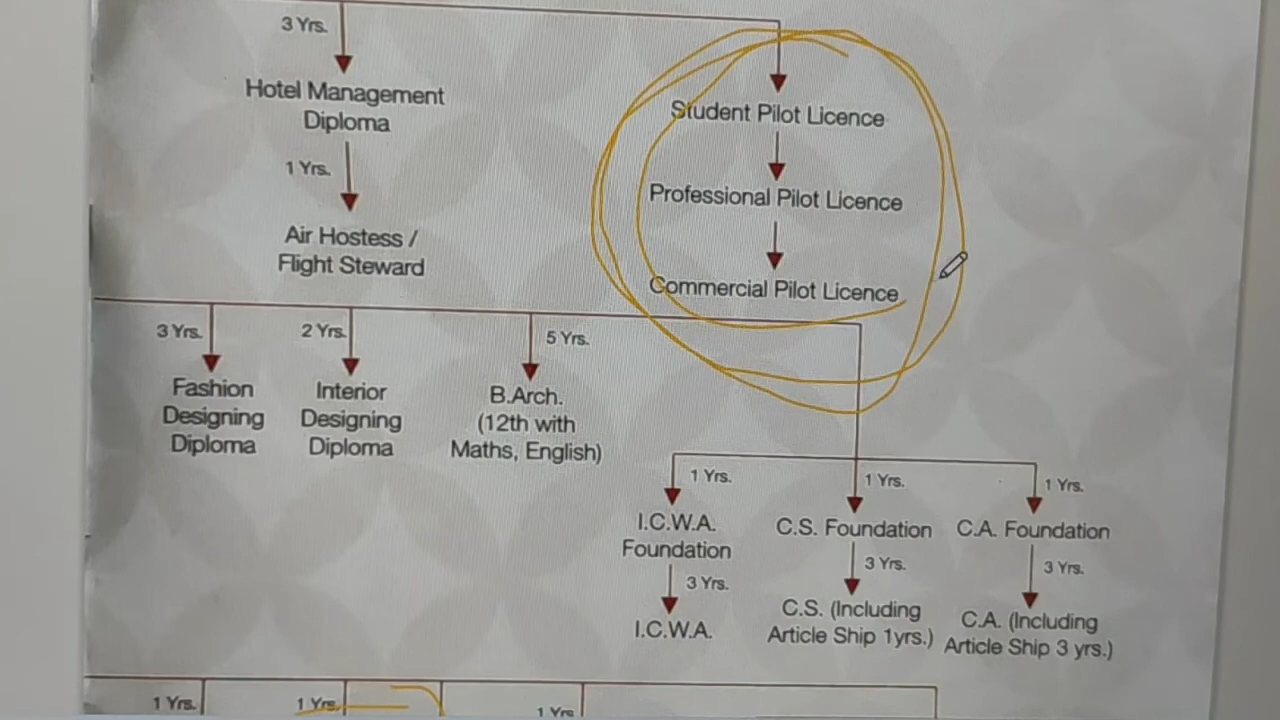 3 Yrs.
Hotel Management
Diploma
1 Yrs.
Air Hostess /
Flight Steward
Student Pilot Licence
Professional Pilot Licence
Commercial Pilot Licence
3 Yrs.
Fashion
Designing
Diploma
2 Yrs.
Interior
Designing
Diploma
5 Yrs.
B.Arch.
(12th with
Maths, English)
1 Yrs.
I.C.W.A.
Foundation
3 Yrs.
I.C.W.A.
1 Yrs.
C.S. Foundation
3 Yrs.
C.S. (Including
Article Ship 1yrs.)
1 Yrs.
C.A. Foundation
3 Yrs.
C.A. (Including
Article Ship 3 yrs.)
1 Yrs.
1 Yrs.
1 Yrs